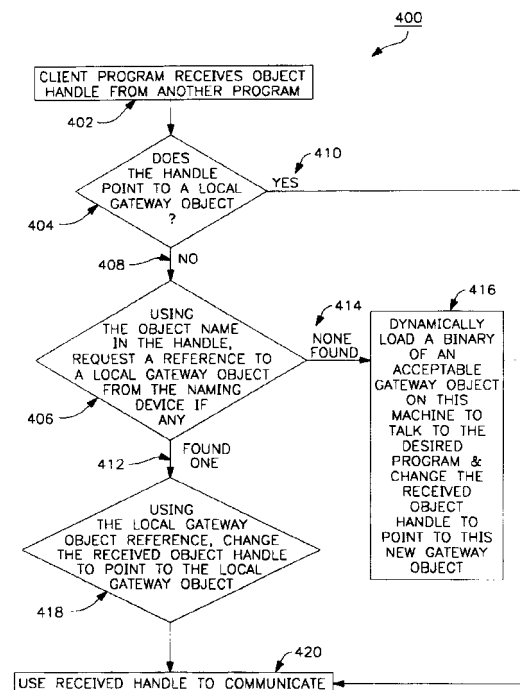 400
CLIENT PROGRAM RECEIVES OBJECT
HANDLE FROM ANOTHER PROGRAM
402
DOES
THE HANDLE
POINT TO A LOCAL
GATEWAY OBJECT
?
404
410
YES
408
NO
USING
THE OBJECT NAME
IN THE HANDLE,
REQUEST A REFERENCE TO
A LOCAL GATEWAY OBJECT
FROM THE NAMING
DEVICE IF
ANY
406
414
NONE
FOUND
416
DYNAMICALLY
LOAD A BINARY
OF AN
ACCEPTABLE
GATEWAY OBJECT
ON THIS
MACHINE TO
TALK TO THE
DESIRED
PROGRAM &
CHANGE THE
RECEIVED
OBJECT
HANDLE TO
POINT TO THIS
NEW GATEWAY
OBJECT
412
FOUND
ONE
USING
THE LOCAL GATEWAY
OBJECT REFERENCE, CHANGE
THE RECEIVED OBJECT HANDLE
TO POINT TO THE LOCAL
GATEWAY OBJECT
418
420
USE RECEIVED HANDLE TO COMMUNICATE